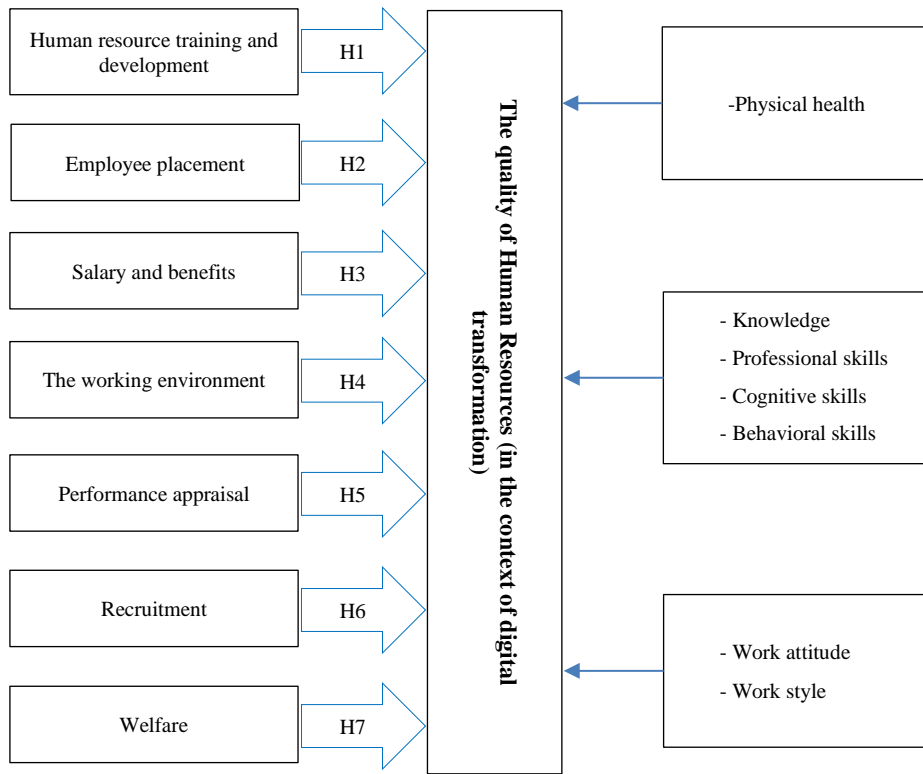 Human resource training and
development
H1
Employee placement
H2
Salary and benefits
H3
The working environment
H4
Performance appraisal
H5
Recruitment
H6
Welfare
H7
The quality of Human Resources (in the context of digital
transformation)
-Physical health
- Knowledge
- Professional skills
- Cognitive skills
- Behavioral skills
- Work attitude
- Work style